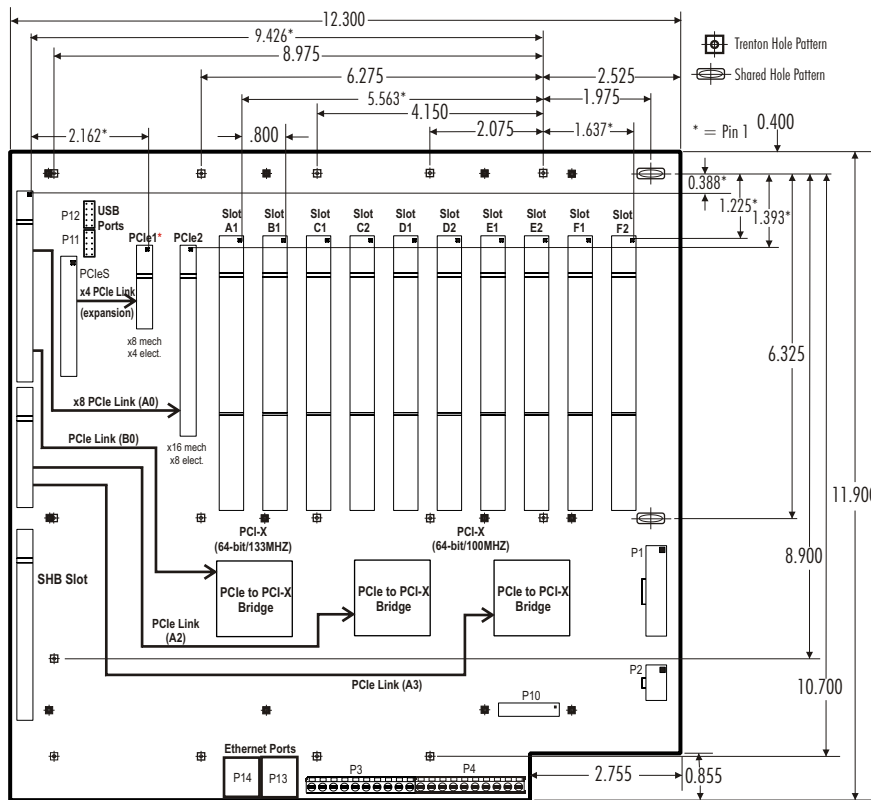 12.300
9.426*
8.975
6.275
2.525
5.563*
1.975
4.150
2.162*
.800
2.075
1.637*
Trenton Hole Pattern
Shared Hole Pattern
* = Pin 1
0.400
0.388*
1.225*
1.393*
P12
USB
Ports
P11
PCIe1*
PCIe2
Slot
A1
Slot
B1
Slot
C1
Slot
C2
Slot
D1
Slot
D2
Slot
E1
Slot
E2
Slot
F1
Slot
F2
PCIeS
x4 PCIe Link
(expansion)
x8 mech
x4 elect.
6.325
x8 PCIe Link (A0)
PCIe Link (B0)
x16 mech
x8 elect.
11.900
PCI-X
(64-bit/133MHZ)
PCI-X
(64-bit/100MHZ)
8.900
SHB Slot
PCIe to PCI-X
Bridge
PCIe to PCI-X
Bridge
PCIe to PCI-X
Bridge
P1
PCIe Link
(A2)
PCIe Link (A3)
P2
10.700
P10
Ethernet Ports
P14
P13
P3
P4
2.755
0.855